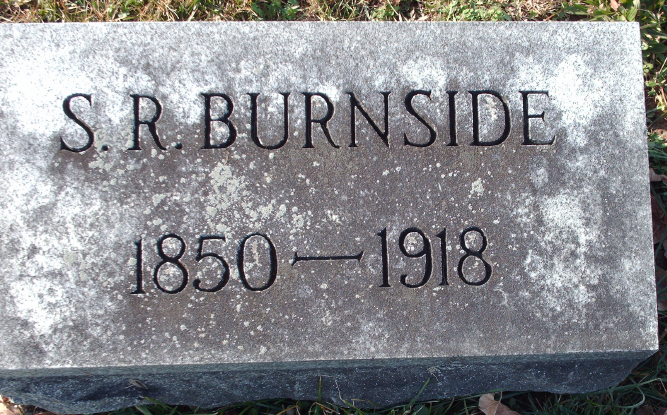 S. R. BURNSIDE
1850 — 1918